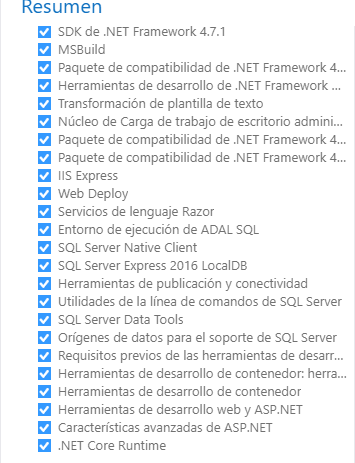 Resumen
SDK de .NET Framework 4.7.1
MSBuild
Paquete de compatibilidad de .NET Framework 4...
Herramientas de desarrollo de .NET Framework ...
Transformación de plantilla de texto
Núcleo de Carga de trabajo de escritorio admini...
Paquete de compatibilidad de .NET Framework 4...
Paquete de compatibilidad de .NET Framework 4...
IIS Express
Web Deploy
Servicios de lenguaje Razor
Entorno de ejecución de ADAL SQL
SQL Server Native Client
SQL Server Express 2016 LocalDB
Herramientas de publicación y conectividad
Utilidades de la línea de comandos de SQL Server
SQL Server Data Tools
Orígenes de datos para el soporte de SQL Server
Requisitos previos de las herramientas de desarr...
Herramientas de desarrollo de contenedor: herra...
Herramientas de desarrollo de contenedor
Herramientas de desarrollo web y ASP.NET
Características avanzadas de ASP.NET
.NET Core Runtime